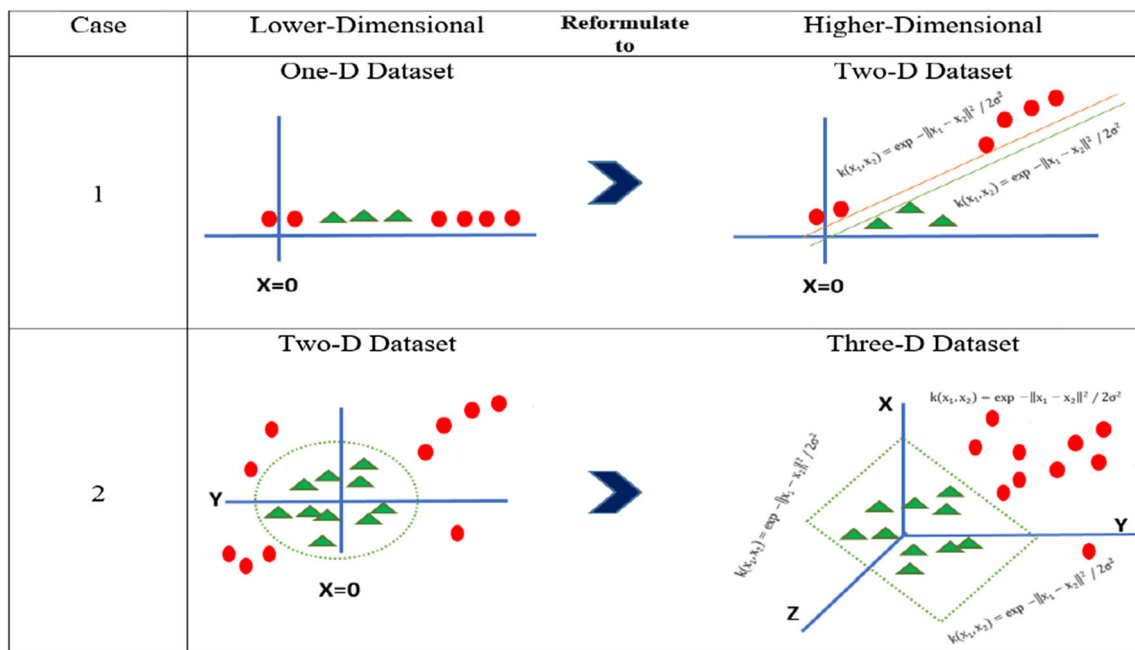 Case
Lower-Dimensional
Reformulate
to
Higher-Dimensional
1
One-D Dataset
X=0
Two-D Dataset
k(x₁,x₂) = exp −‖x₁ − x₂‖² / 2σ²
k(x₁,x₂) = exp −‖x₁ − x₂‖² / 2σ²
X=0
2
Two-D Dataset
Y
X=0
Three-D Dataset
X
k(x₁,x₂) = exp −‖x₁ − x₂‖² / 2σ²
k(x₁,x₂) = exp −‖x₁ − x₂‖² / 2σ²
Y
Z
k(x₁,x₂) = exp −‖x₁ − x₂‖² / 2σ²